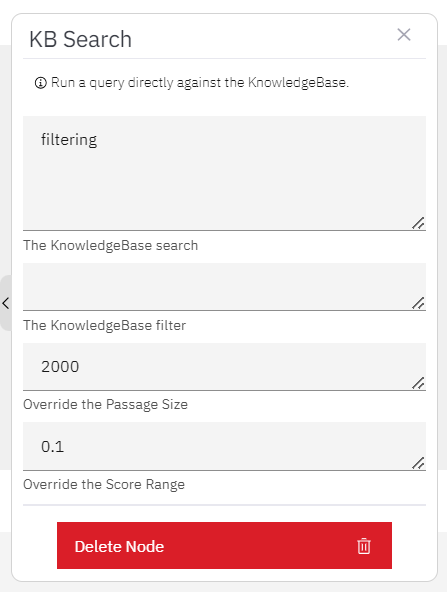 KB Search
Run a query directly against the KnowledgeBase.
filtering
The KnowledgeBase search
The KnowledgeBase filter
2000
Override the Passage Size
0.1
Override the Score Range
Delete Node